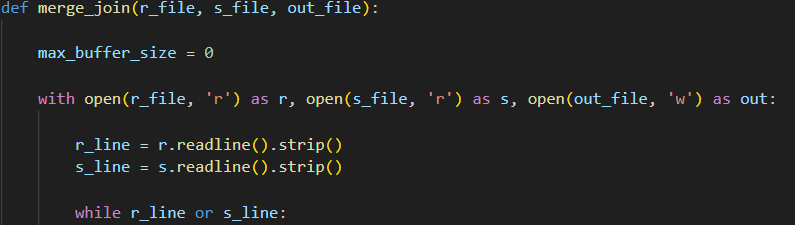 def merge_join(r_file, s_file, out_file):
max_buffer_size = 0
with open(r_file, 'r') as r, open(s_file, 'r') as s, open(out_file, 'w') as out:
r_line = r.readline().strip()
s_line = s.readline().strip()
while r_line or s_line: